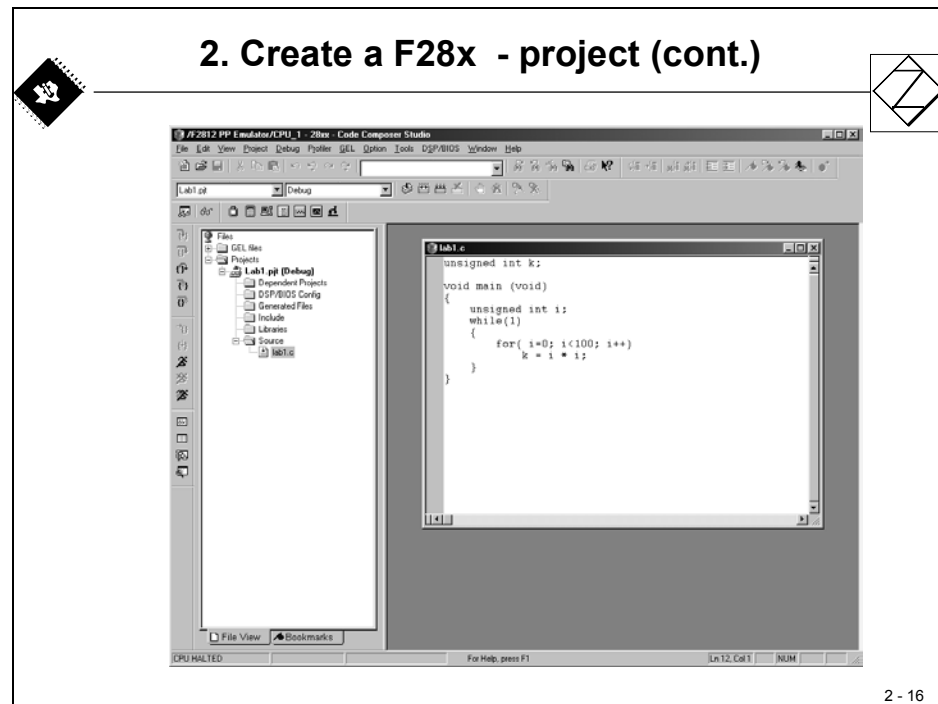 2. Create a F28x - project (cont.)
/F2812 PP Emulator/CPU_1 - 28xx - Code Composer Studio
File Edit View Project Debug Profiler GEL Option Tools DSP/BIOS Window Help
Lab1.pjt
Debug
Files
GEL files
Projects
Lab1.pjt (Debug)
Dependent Projects
DSP/BIOS Config
Generated Files
Include
Libraries
Source
lab1.c
lab1.c
unsigned int k;
void main (void)
{
unsigned int i;
while(1)
{
for( i=0; i<100; i++)
k = i * i;
}
}
File View
Bookmarks
CPU HALTED
For Help, press F1
Ln 12, Col 1
NUM
2 - 16